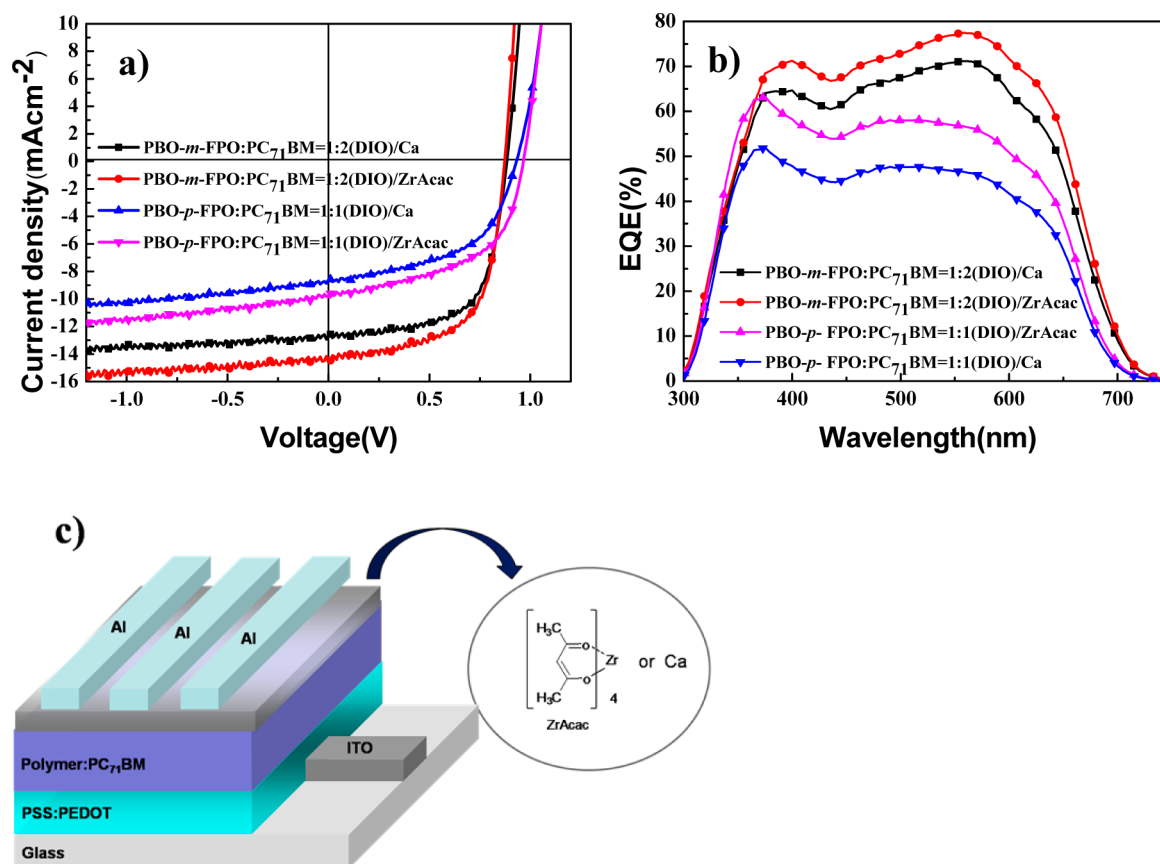 a)
Current density(mAcm-2)
10
8
6
4
2
0
-2
-4
-6
-8
-10
-12
-14
-16
PBO-m-FPO:PC71BM=1:2(DIO)/Ca
PBO-m-FPO:PC71BM=1:2(DIO)/ZrAcac
PBO-p-FPO:PC71BM=1:1(DIO)/Ca
PBO-p-FPO:PC71BM=1:1(DIO)/ZrAcac
-1.0 -0.5 0.0 0.5 1.0
Voltage(V)
b)
EQE(%)
80
70
60
50
40
30
20
10
0
PBO-m-FPO:PC71BM=1:2(DIO)/Ca
PBO-m-FPO:PC71BM=1:2(DIO)/ZrAcac
PBO-p- FPO:PC71BM=1:1(DIO)/ZrAcac
PBO-p- FPO:PC71BM=1:1(DIO)/Ca
300 400 500 600 700
Wavelength(nm)
c)
Al Al Al
Polymer:PC71BM
PSS:PEDOT
Glass
ITO
H3C
O
Zr or Ca
O
H3C
4
ZrAcac